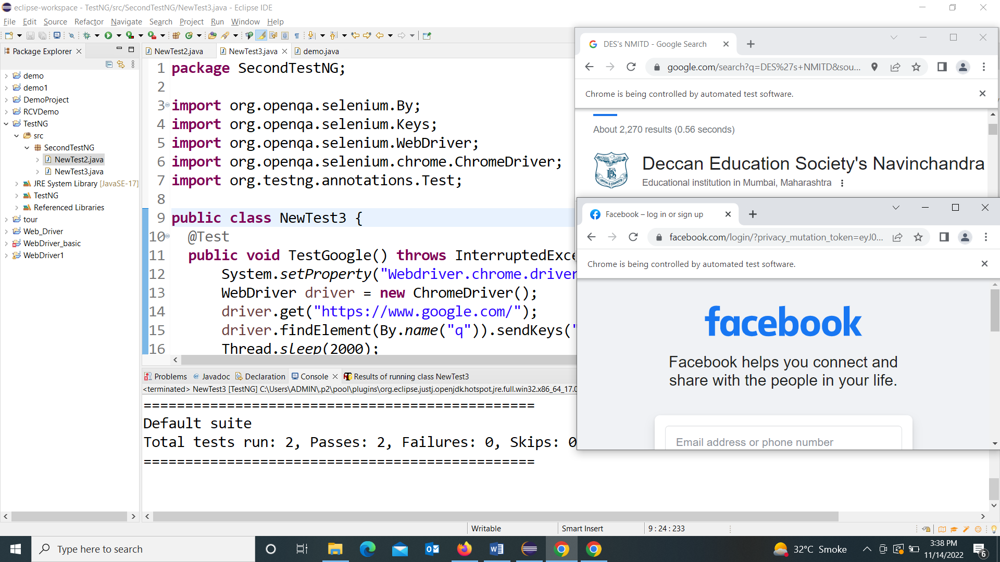 eclipse-workspace - TestNG/src/SecondTestNG/NewTest3.java - Eclipse IDE
File Edit Source Refactor Navigate Search Project Run Window Help
Package Explorer
demo
demo1
DemoProject
RCVDemo
TestNG
src
SecondTestNG
NewTest2.java
NewTest3.java
JRE System Library [JavaSE-17]
TestNG
Referenced Libraries
tour
Web_Driver
WebDriver_basic
WebDriver1
NewTest2.java NewTest3.java demo.java
1 package SecondTestNG;
2
3 import org.openqa.selenium.By;
4 import org.openqa.selenium.Keys;
5 import org.openqa.selenium.WebDriver;
6 import org.openqa.selenium.chrome.ChromeDriver;
7 import org.testng.annotations.Test;
8
9 public class NewTest3 {
10 @Test
11 public void TestGoogle() throws InterruptedExce
12 System.setProperty("Webdriver.chrome.driver
13 WebDriver driver = new ChromeDriver();
14 driver.get("https://www.google.com/");
15 driver.findElement(By.name("q")).sendKeys("
16 Thread.sleep(2000);
Problems @ Javadoc Declaration Console Results of running class NewTest3
<terminated> NewTest3 [TestNG] C:\Users\ADMIN\.p2\pool\plugins\org.eclipse.justj.openjdk.hotspot.jre.full.win32.x86_64_17.0
===============================================
Default suite
Total tests run: 2, Passes: 2, Failures: 0, Skips: 0
===============================================
DES's NMITD - Google Search
google.com/search?q=DES%27s+NMITD&sou...
Chrome is being controlled by automated test software.
About 2,270 results (0.56 seconds)
Deccan Education Society's Navinchandra
Educational institution in Mumbai, Maharashtra
Facebook – log in or sign up
facebook.com/login/?privacy_mutation_token=eyJ0...
Chrome is being controlled by automated test software.
facebook
Facebook helps you connect and
share with the people in your life.
Email address or phone number
Writable Smart Insert 9 : 24 : 233
Type here to search
32°C Smoke
3:38 PM
11/14/2022
6